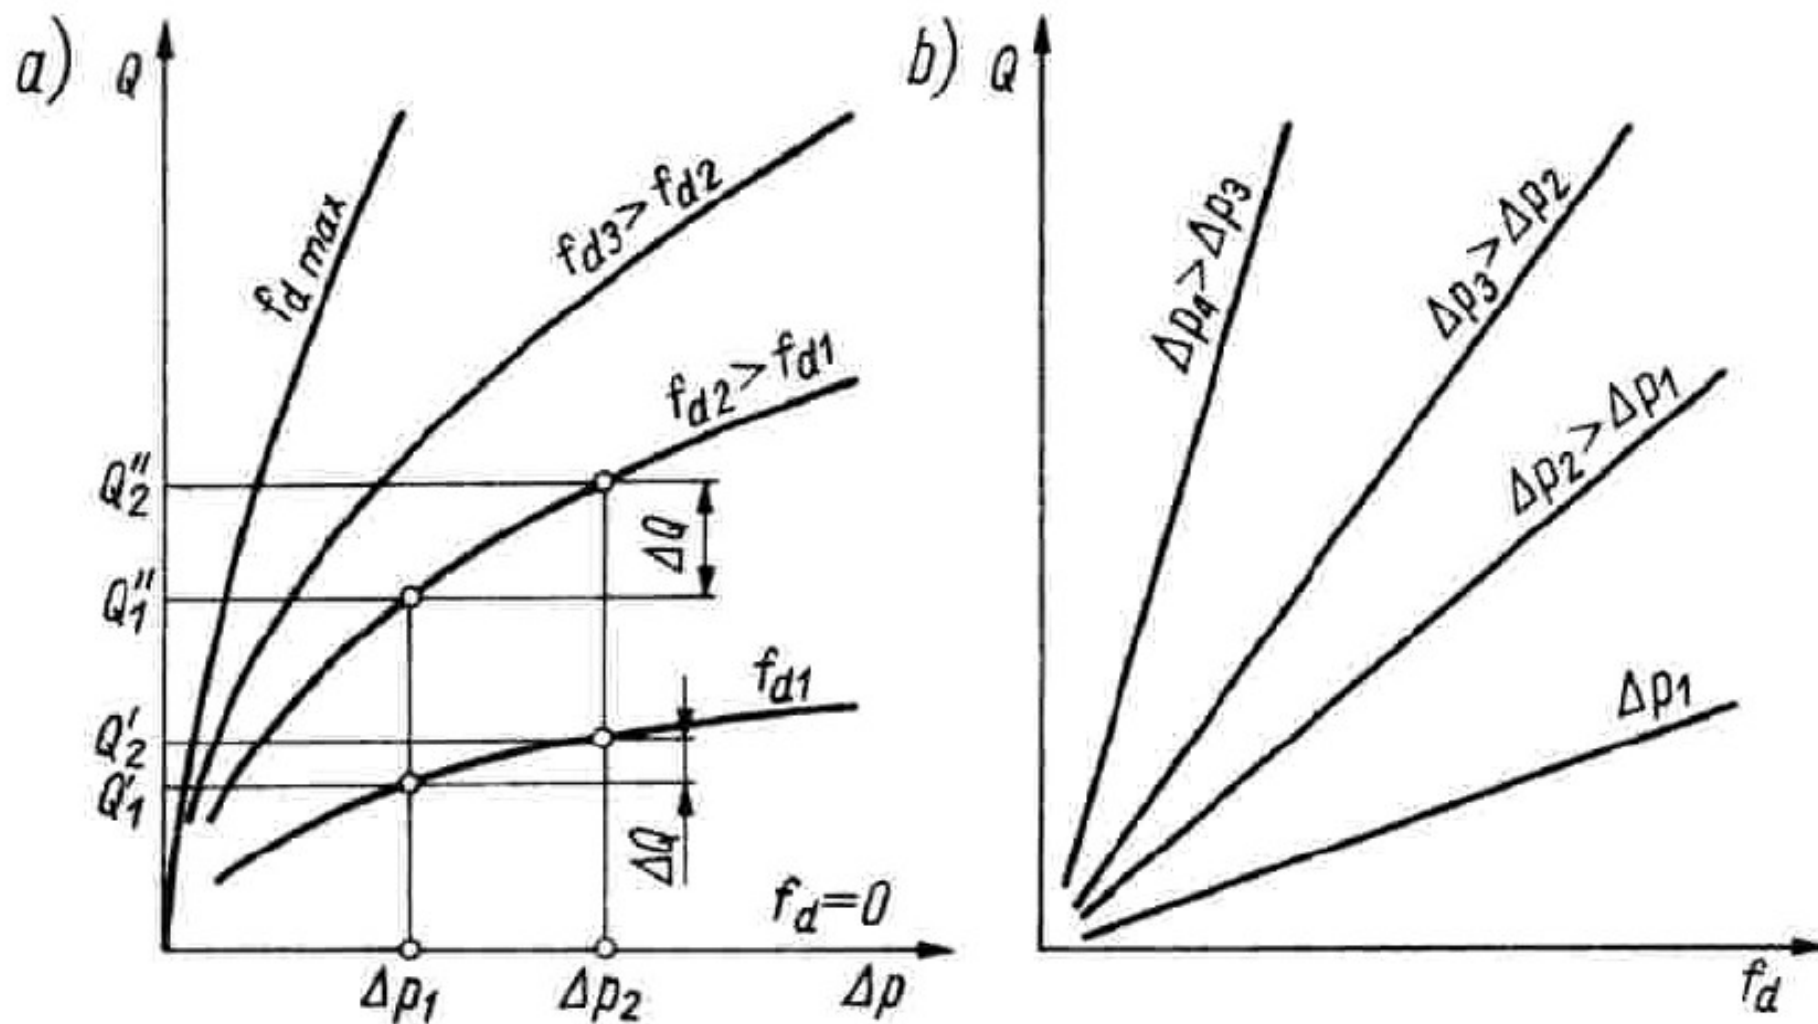 a)
Q
f_d max
f_d3 > f_d2
f_d2 > f_d1
Q''_2
ΔQ
Q''_1
f_d1
Q'_2
Q'_1
ΔQ
f_d=0
Δp_1
Δp_2
Δp
b)
Q
Δp_4 > Δp_3
Δp_3 > Δp_2
Δp_2 > Δp_1
Δp_1
f_d